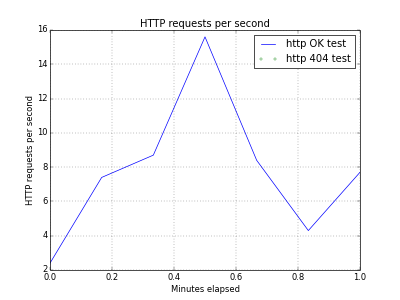 HTTP requests per second
16
14
12
10
8
6
4
2
HTTP requests per second
http OK test
http 404 test
0.0 0.2 0.4 0.6 0.8 1.0
Minutes elapsed